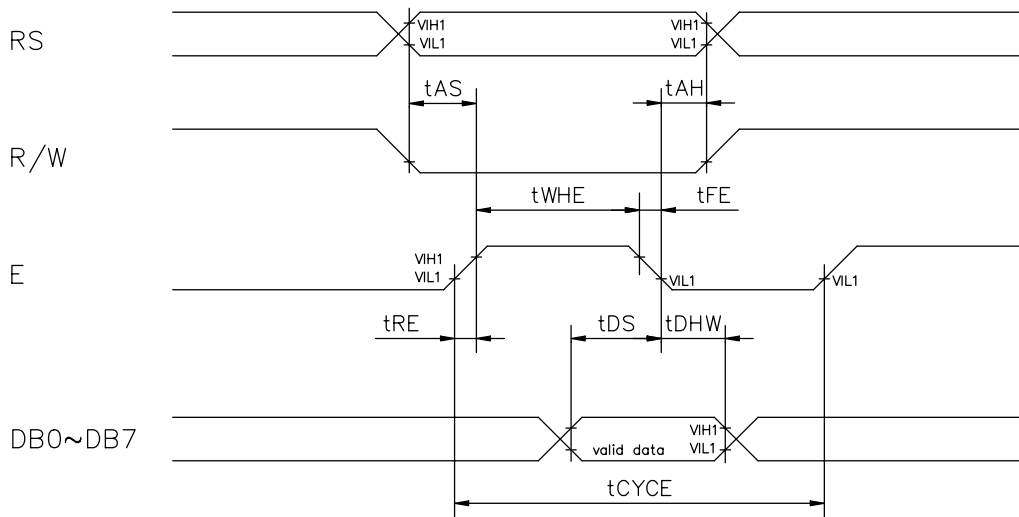 RS
VIH1
VIL1
VIH1
VIL1
tAS
tAH
R/W
tWHE
tFE
E
VIH1
VIL1
VIL1
VIL1
tRE
tDS
tDHW
DB0~DB7
VIH1
valid data
VIL1
tCYCE